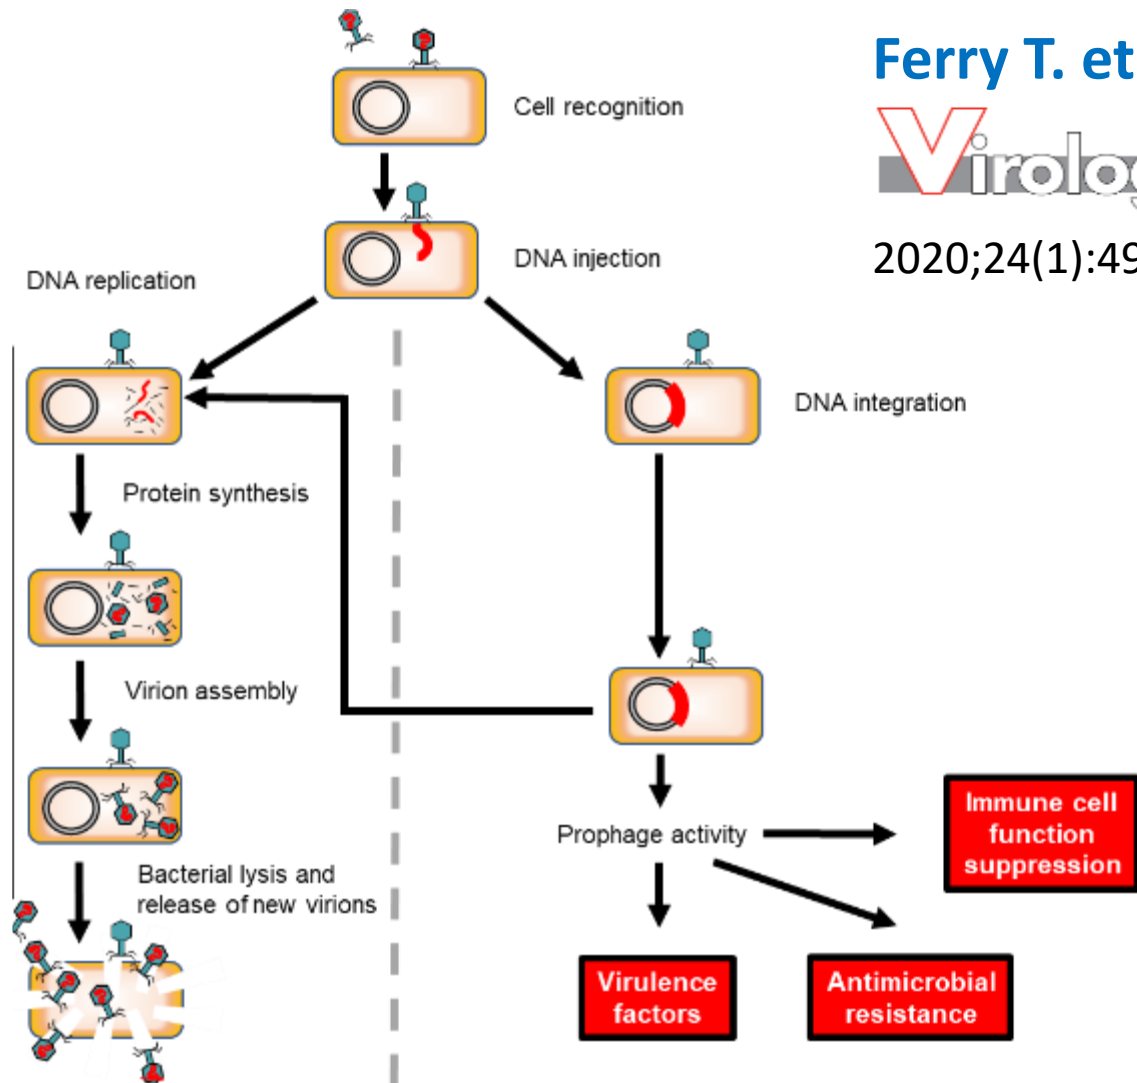 Ferry T. et
Virolog
2020;24(1):49
Cell recognition
DNA injection
DNA replication
DNA integration
Protein synthesis
Virion assembly
Bacterial lysis and
release of new virions
Prophage activity
Immune cell
function
suppression
Virulence
factors
Antimicrobial
resistance